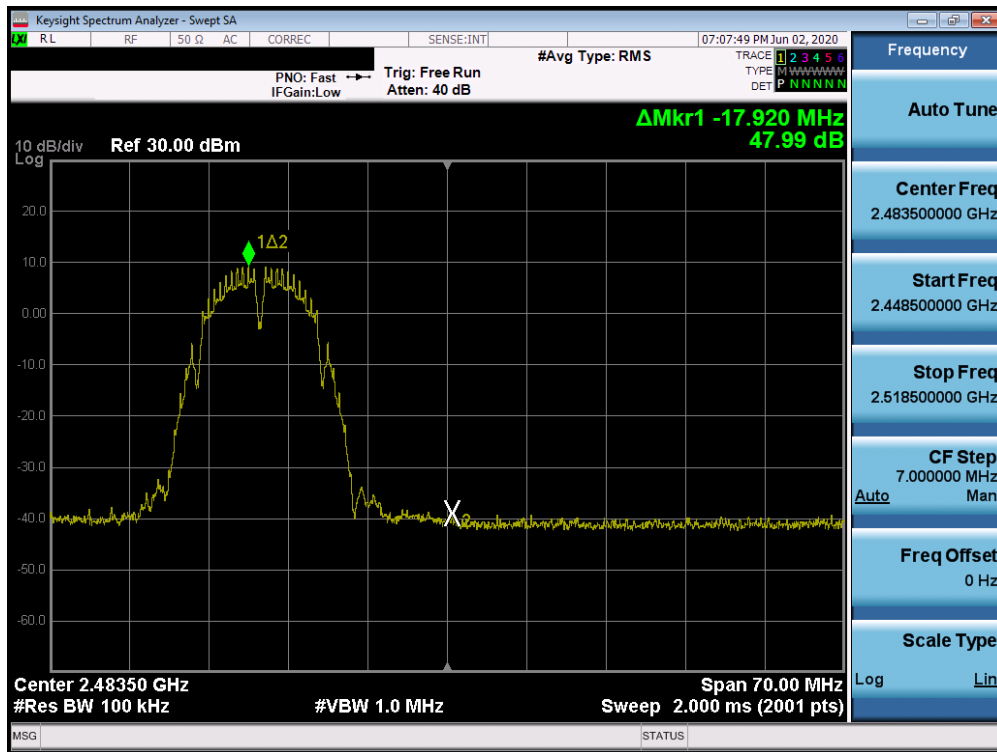 Keysight Spectrum Analyzer - Swept SA
LXI RL RF 50 Ω AC CORREC SENSE:INT 07:07:49 PM Jun 02, 2020
#Avg Type: RMS TRACE 1 2 3 4 5 6
PNO: Fast Trig: Free Run TYPE M WWWWW
IFGain:Low Atten: 40 dB DET P N N N N N
ΔMkr1 -17.920 MHz
47.99 dB
10 dB/div Ref 30.00 dBm
Log
20.0
1Δ2
10.0
0.00
-10.0
-20.0
-30.0
-40.0
X2
-50.0
-60.0
Center 2.48350 GHz Span 70.00 MHz
#Res BW 100 kHz #VBW 1.0 MHz Sweep 2.000 ms (2001 pts)
MSG STATUS
Frequency
Auto Tune
Center Freq
2.483500000 GHz
Start Freq
2.448500000 GHz
Stop Freq
2.518500000 GHz
CF Step
7.000000 MHz
Auto Man
Freq Offset
0 Hz
Scale Type
Log Lin